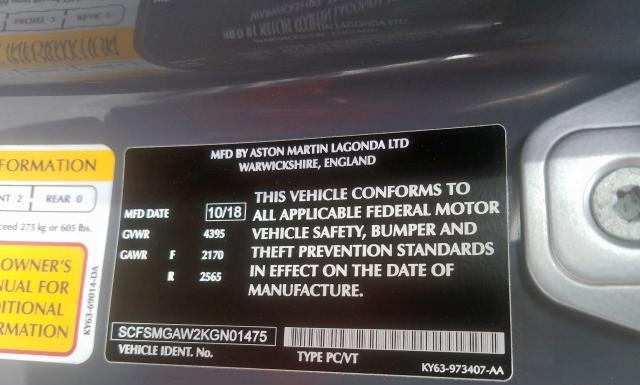 FORMATION
NT 2 REAR 0
ceed 275 kg or 605 lbs.
OWNER'S
NUAL FOR
DITIONAL
ORMATION
KY63-69014-DA
MFD BY ASTON MARTIN LAGONDA LTD
WARWICKSHIRE, ENGLAND
MFD DATE 10/18
GVWR 4395
GAWR F 2170
R 2565
THIS VEHICLE CONFORMS TO
ALL APPLICABLE FEDERAL MOTOR
VEHICLE SAFETY, BUMPER AND
THEFT PREVENTION STANDARDS
IN EFFECT ON THE DATE OF
MANUFACTURE.
SCFSMGAW2KGN01475
VEHICLE IDENT. No.
TYPE PC/VT
KY63-973407-AA